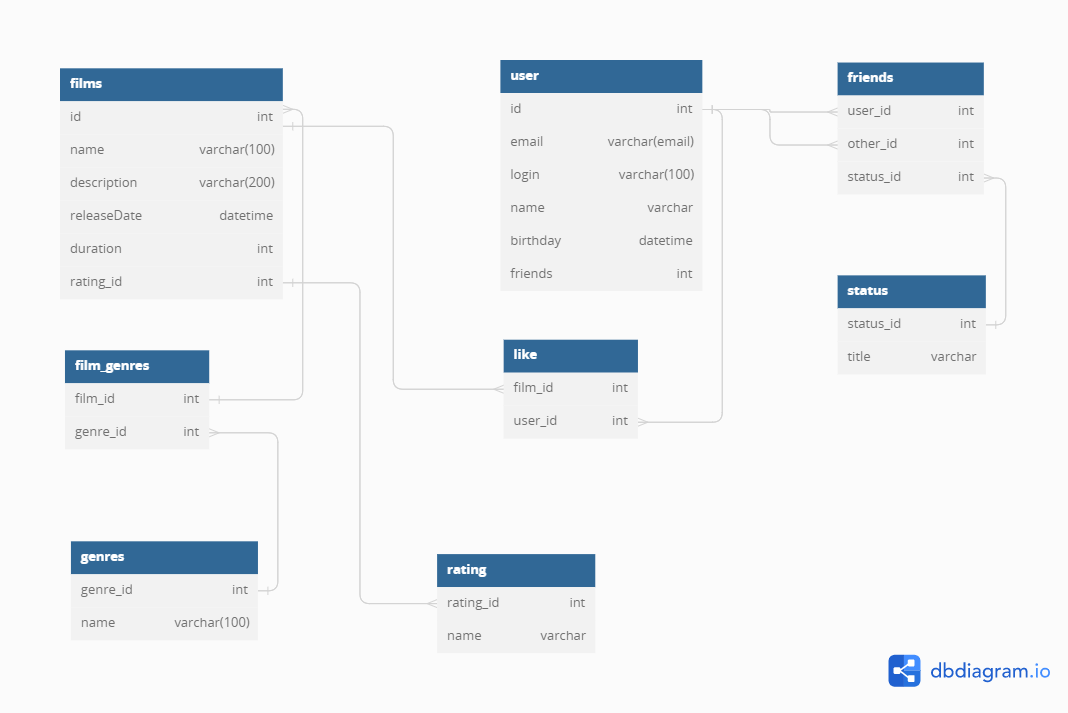 films
id int
name varchar(100)
description varchar(200)
releaseDate datetime
duration int
rating_id int
user
id int
email varchar(email)
login varchar(100)
name varchar
birthday datetime
friends int
friends
user_id int
other_id int
status_id int
status
status_id int
title varchar
film_genres
film_id int
genre_id int
like
film_id int
user_id int
genres
genre_id int
name varchar(100)
rating
rating_id int
name varchar
dbdiagram.io